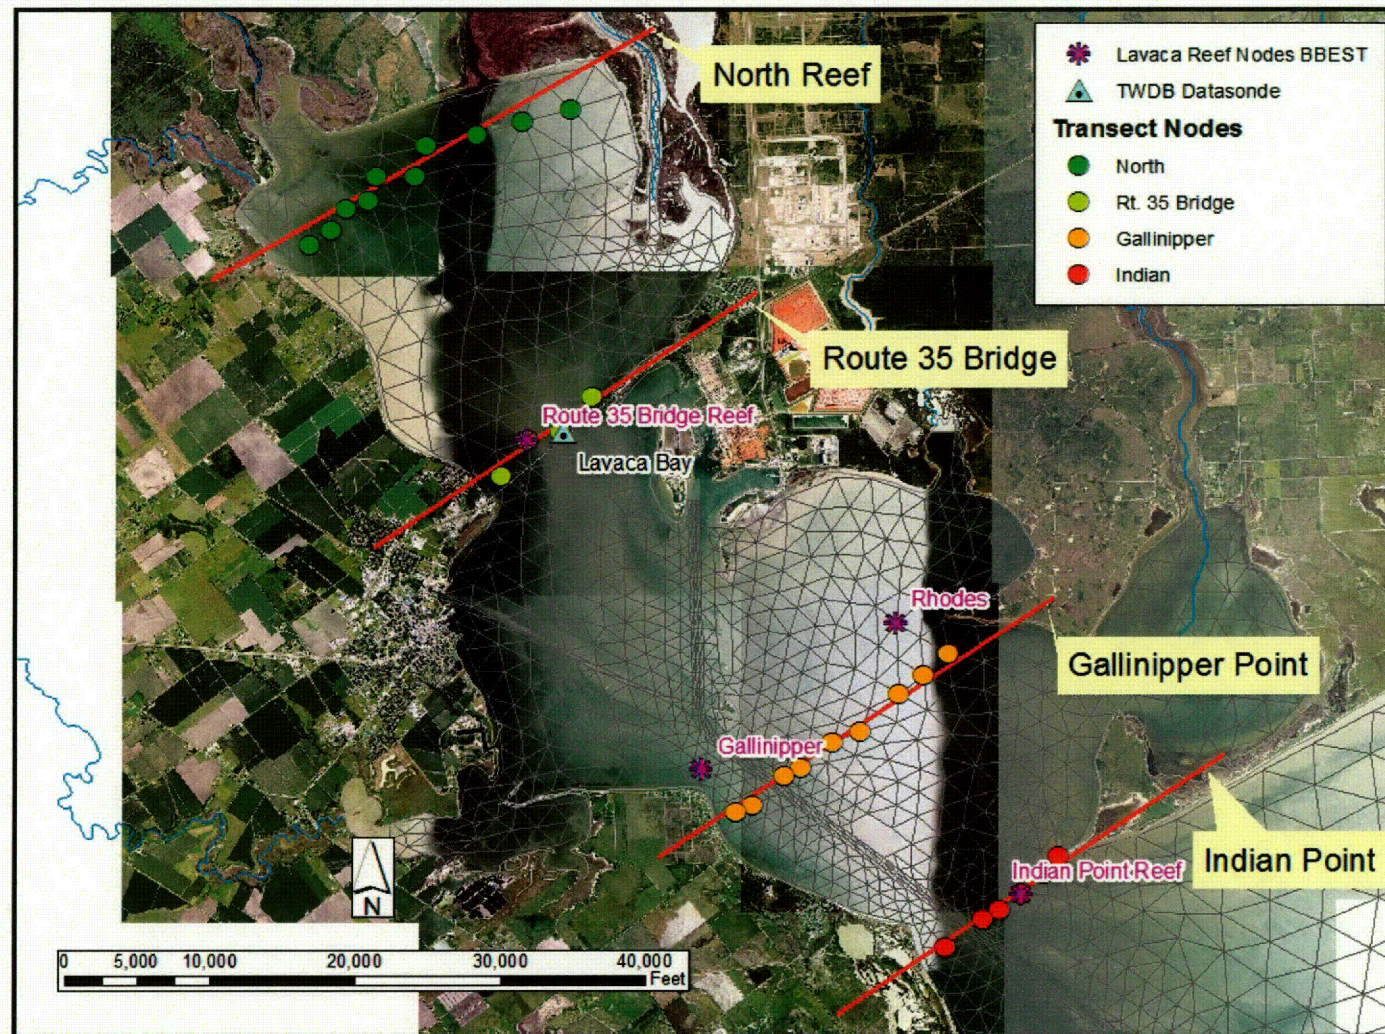 Lavaca Reef Nodes BBEST
TWDB Datasonde
Transect Nodes
North
Rt. 35 Bridge
Gallinipper
Indian
North Reef
Route 35 Bridge
Route 35 Bridge Reef
Lavaca Bay
Rhodes
Gallinipper Point
Gallinipper
Indian Point
Indian Point Reef
N
0 5,000 10,000 20,000 30,000 40,000
Feet